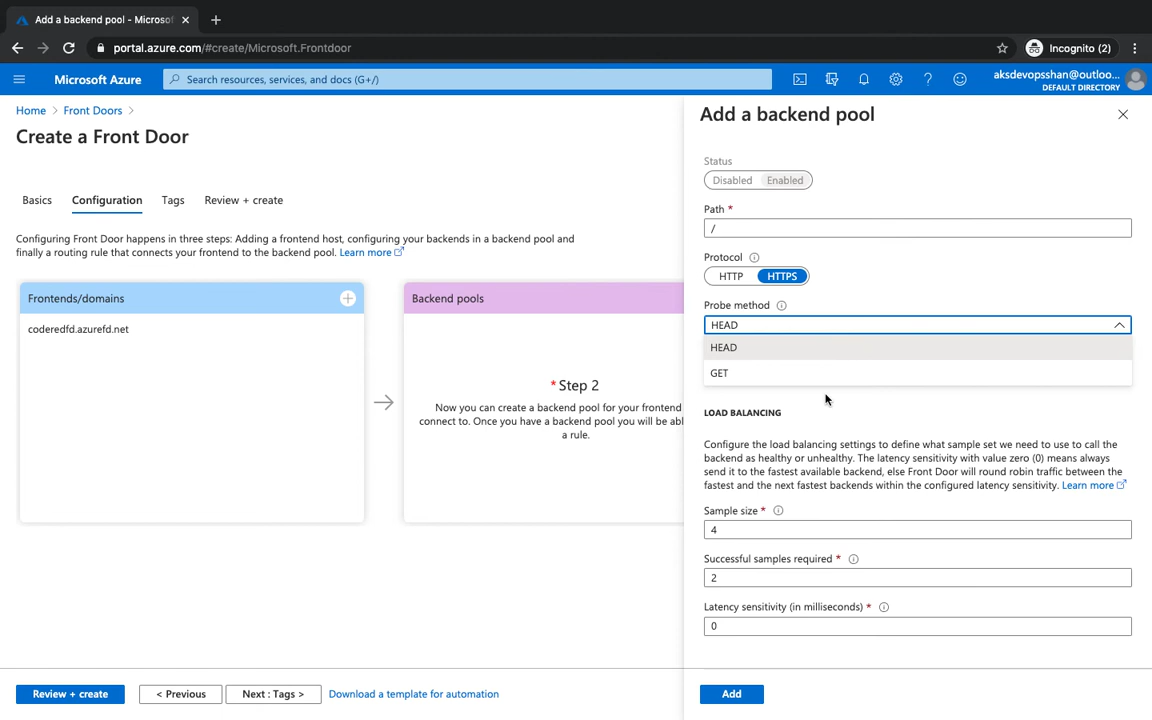 Add a backend pool - Microsof
portal.azure.com/#create/Microsoft.Frontdoor
Incognito (2)
Microsoft Azure
Search resources, services, and docs (G+/)
aksdevopsshan@outloo...
DEFAULT DIRECTORY
Home > Front Doors >
Create a Front Door
Basics
Configuration
Tags
Review + create
Configuring Front Door happens in three steps: Adding a frontend host, configuring your backends in a backend pool and
finally a routing rule that connects your frontend to the backend pool. Learn more
Frontends/domains
coderedfd.azurefd.net
Backend pools
* Step 2
Now you can create a backend pool for your frontend
connect to. Once you have a backend pool you will be abl
a rule.
Review + create
< Previous
Next : Tags >
Download a template for automation
Add a backend pool
Status
Disabled Enabled
Path *
/
Protocol
HTTP HTTPS
Probe method
HEAD
HEAD
GET
LOAD BALANCING
Configure the load balancing settings to define what sample set we need to use to call the
backend as healthy or unhealthy. The latency sensitivity with value zero (0) means always
send it to the fastest available backend, else Front Door will round robin traffic between the
fastest and the next fastest backends within the configured latency sensitivity. Learn more
Sample size *
4
Successful samples required *
2
Latency sensitivity (in milliseconds) *
0
Add